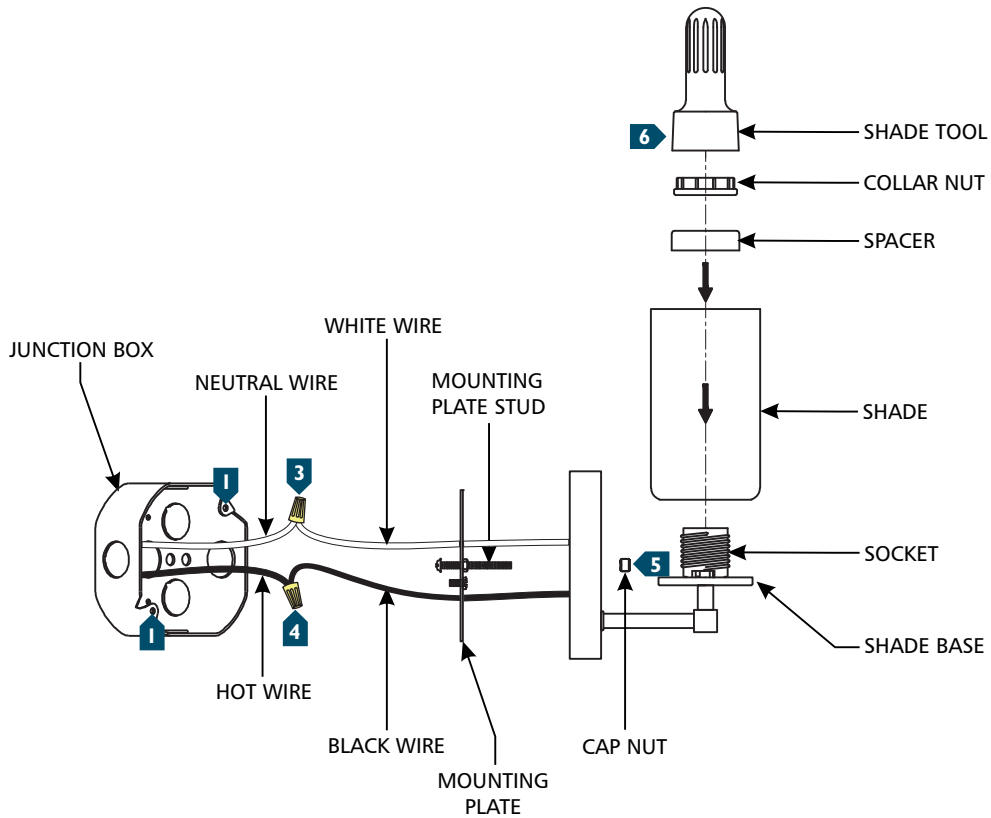 6
SHADE TOOL
COLLAR NUT
SPACER
WHITE WIRE
JUNCTION BOX
NEUTRAL WIRE
MOUNTING
PLATE STUD
SHADE
1
3
SOCKET
5
1
4
SHADE BASE
HOT WIRE
BLACK WIRE
CAP NUT
MOUNTING
PLATE